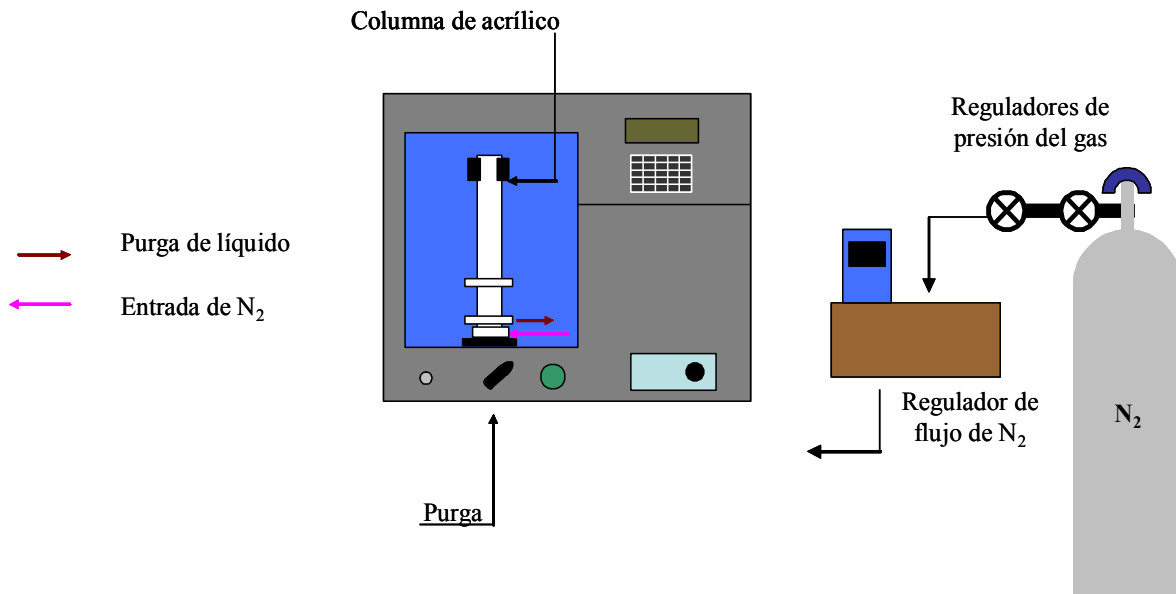 Columna de acrílico
Reguladores de
presión del gas
Purga de líquido
Entrada de N₂
Regulador de
flujo de N₂
N₂
Purga